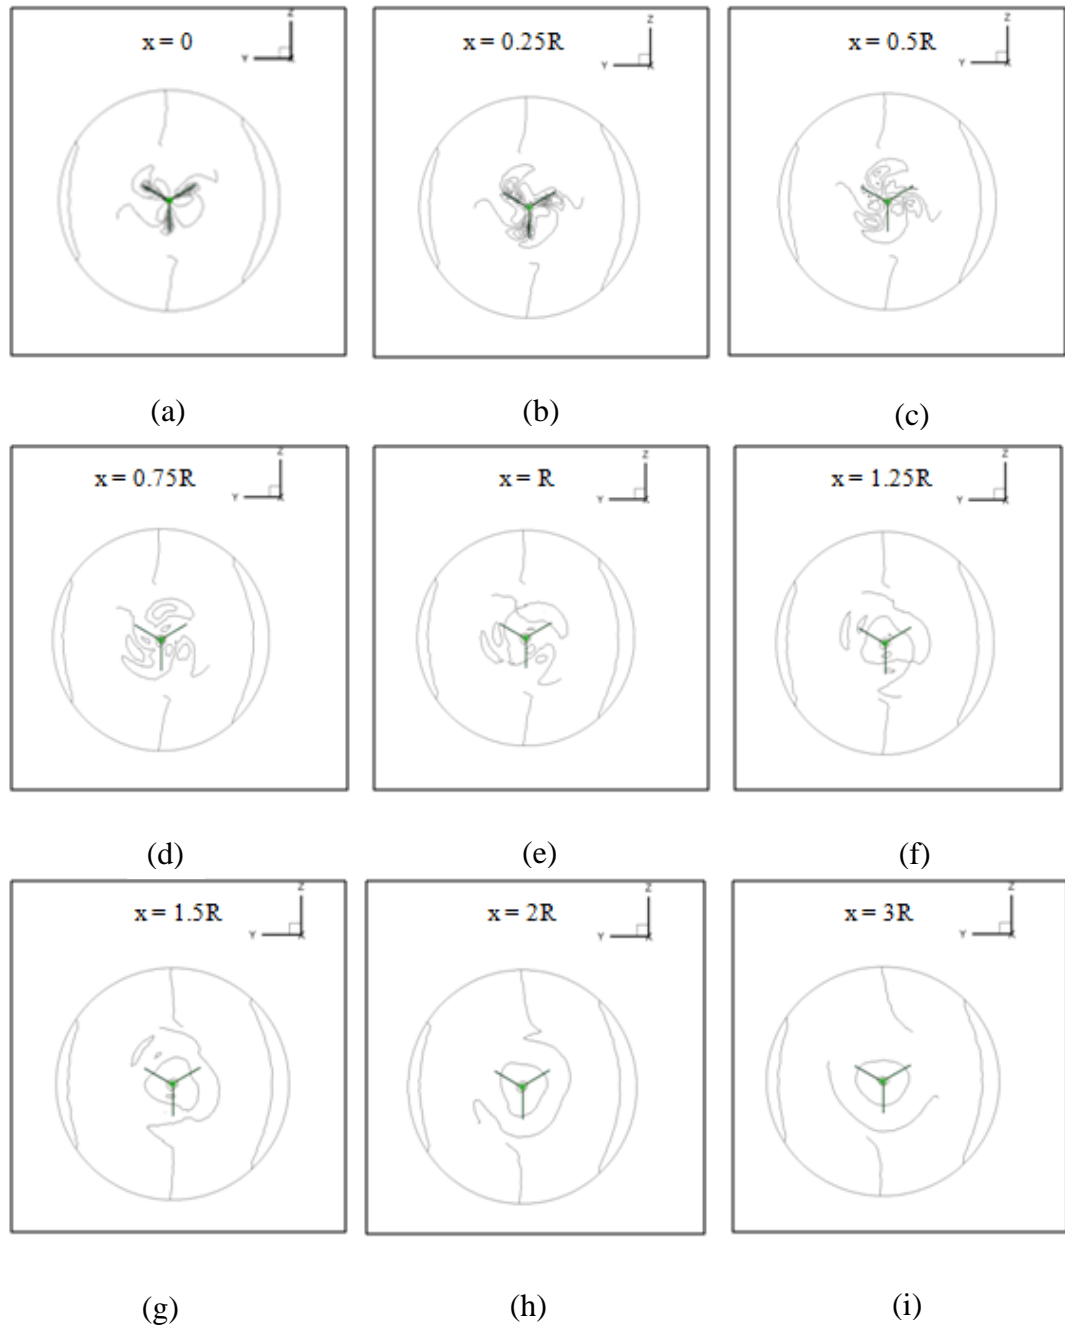 x = 0
Z
Y
X
x = 0.25R
Z
Y
X
x = 0.5R
Z
Y
X
(a)
(b)
(c)
x = 0.75R
Z
Y
X
x = R
Z
Y
X
x = 1.25R
Z
Y
X
(d)
(e)
(f)
x = 1.5R
Z
Y
X
x = 2R
Z
Y
X
x = 3R
Z
Y
X
(g)
(h)
(i)